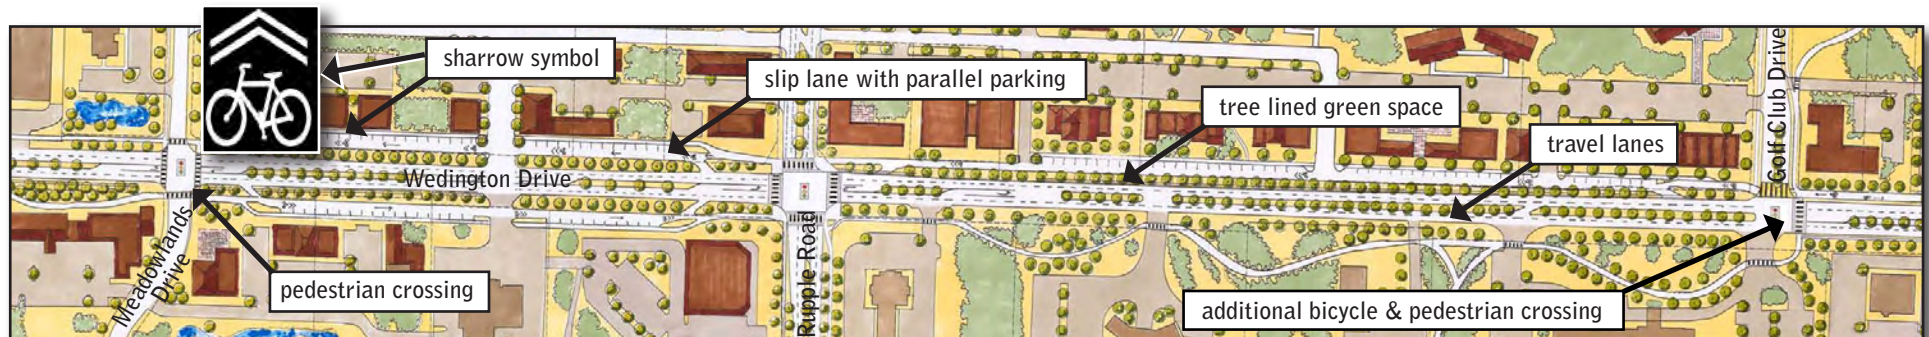 sharrow symbol
slip lane with parallel parking
tree lined green space
travel lanes
Golf Club Drive
Wedington Drive
Meadowlands
Drive
Rupple Road
pedestrian crossing
additional bicycle & pedestrian crossing